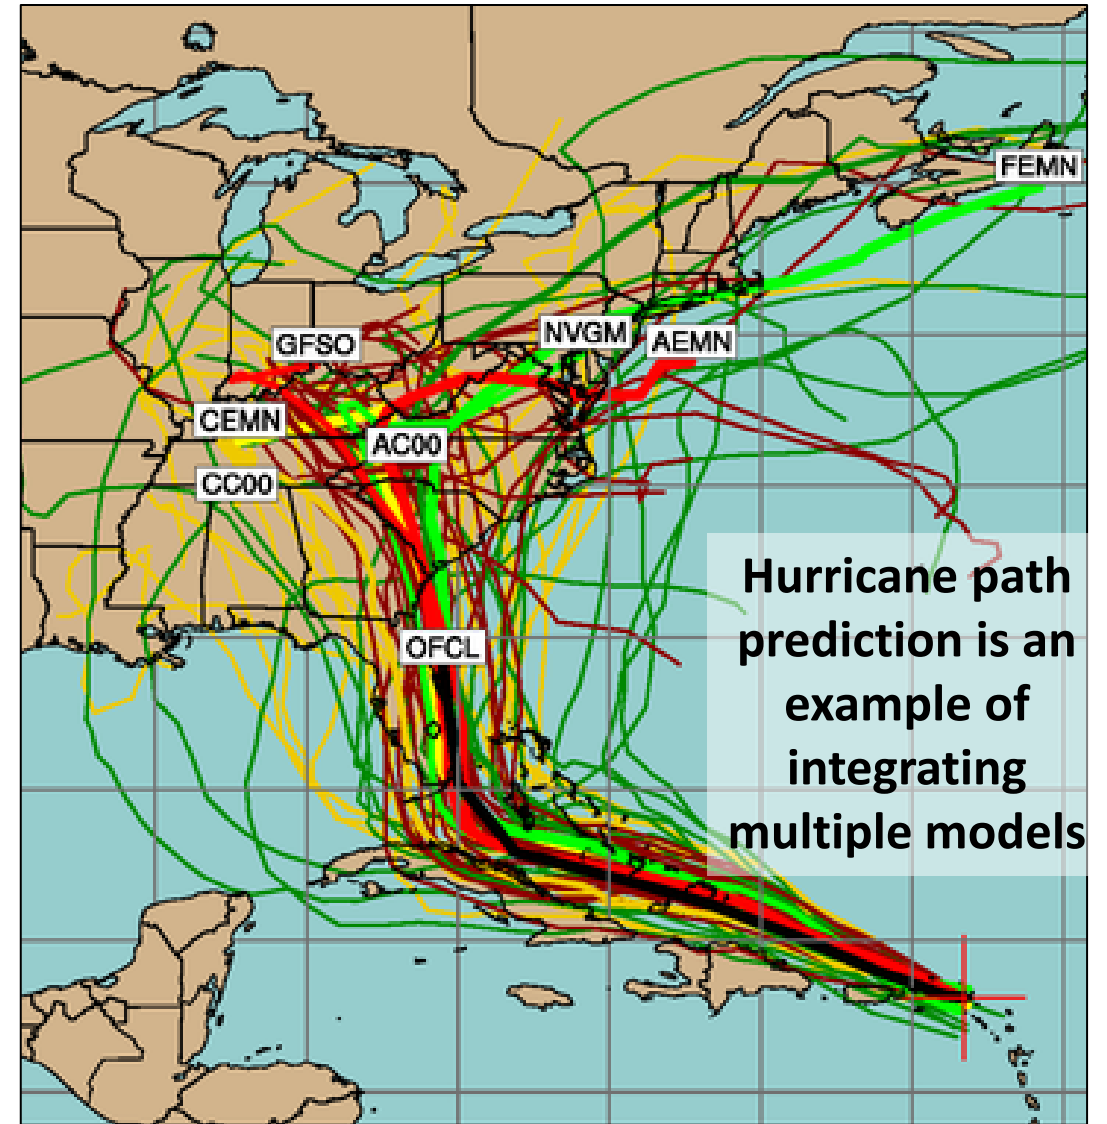 FEMN
NVGM
AEMN
GFSO
CEMN
AC00
CC00
OFCL
Hurricane path
prediction is an
example of
integrating
multiple models